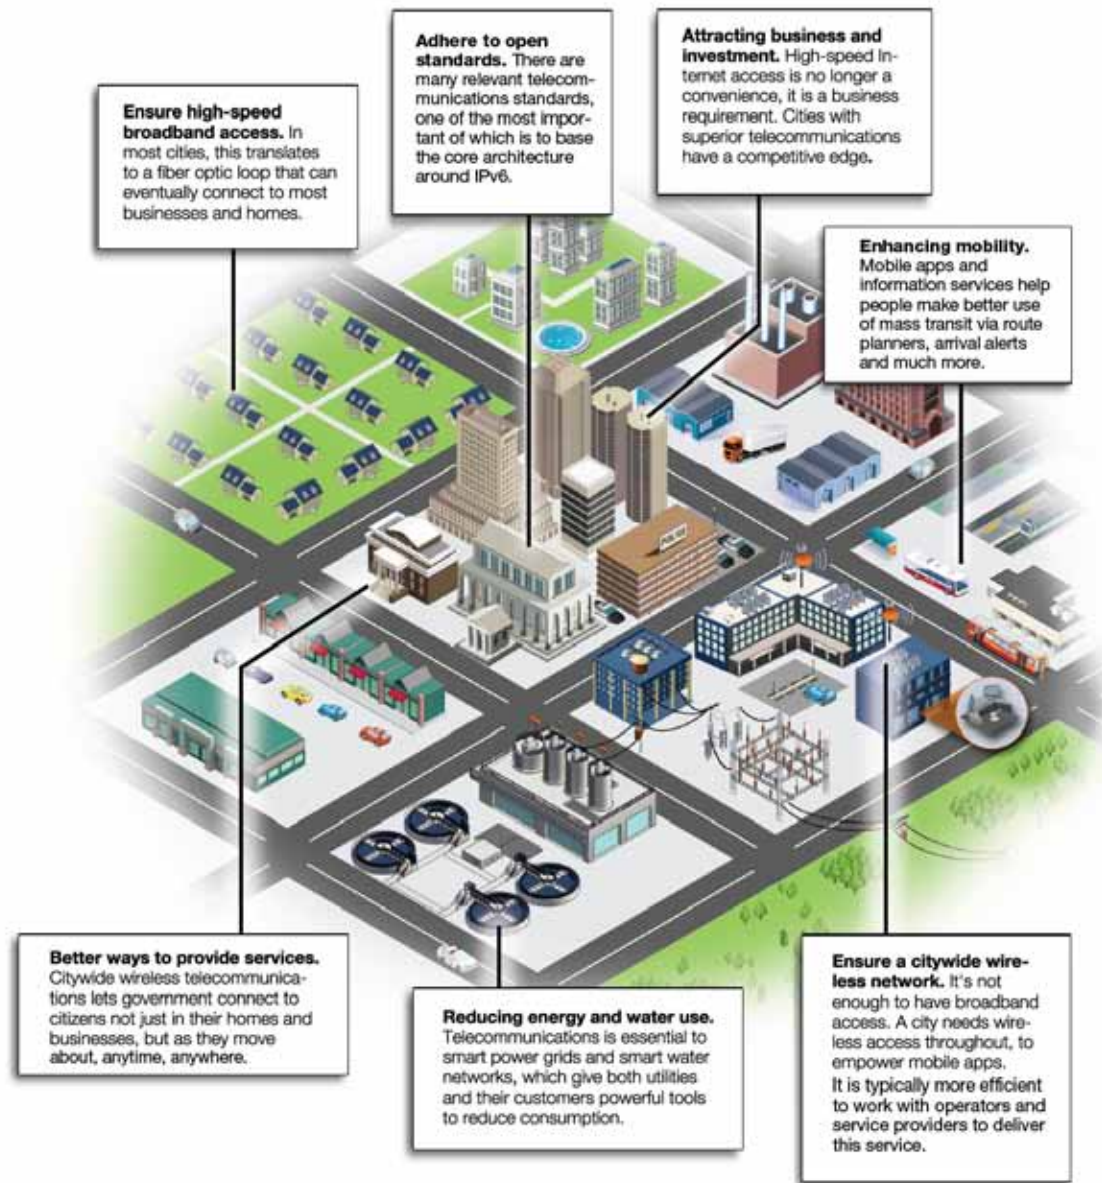 Ensure high-speed
broadband access. In
most cities, this translates
to a fiber optic loop that can
eventually connect to most
businesses and homes.
Adhere to open
standards. There are
many relevant telecom-
munications standards,
one of the most impor-
tant of which is to base
the core architecture
around IPv6.
Attracting business and
investment. High-speed In-
ternet access is no longer a
convenience, it is a business
requirement. Cities with
superior telecommunications
have a competitive edge.
Enhancing mobility.
Mobile apps and
information services help
people make better use
of mass transit via route
planners, arrival alerts
and much more.
POLICE
Better ways to provide services.
Citywide wireless telecommunica-
tions lets government connect to
citizens not just in their homes and
businesses, but as they move
about, anytime, anywhere.
Reducing energy and water use.
Telecommunications is essential to
smart power grids and smart water
networks, which give both utilities
and their customers powerful tools
to reduce consumption.
Ensure a citywide wire-
less network. It's not
enough to have broadband
access. A city needs wire-
less access throughout, to
empower mobile apps.
It is typically more efficient
to work with operators and
service providers to deliver
this service.